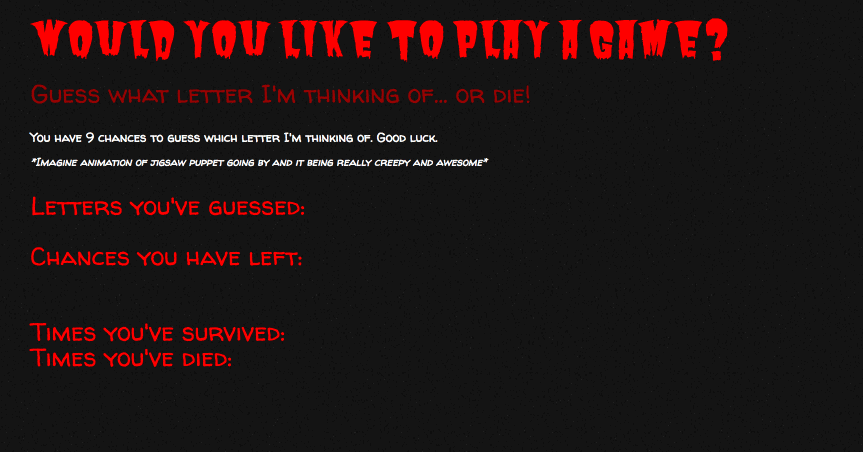 WOULD YOU LIKE TO PLAY A GAME?
Guess what letter I'm thinking of... or die!
You have 9 chances to guess which letter I'm thinking of. Good luck.
*Imagine animation of jigsaw puppet going by and it being really creepy and awesome*
Letters you've guessed:
Chances you have left:
Times you've survived:
Times you've died: